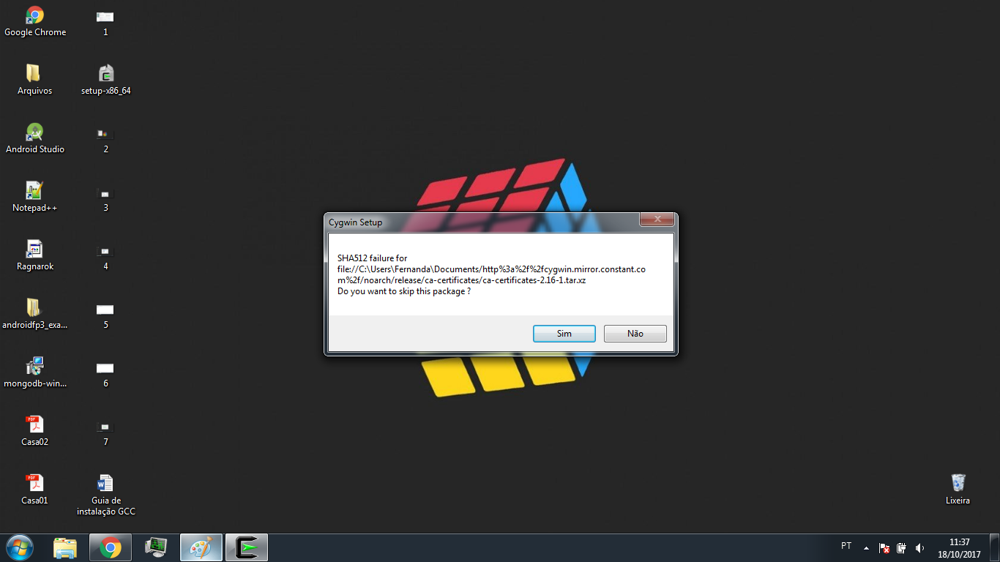 Google Chrome
1
Arquivos
setup-x86_64
Android Studio
2
Notepad++
3
Ragnarok
4
androidfp3_exa...
5
mongodb-win...
6
Casa02
7
Casa01
Guia de
instalação GCC
Cygwin Setup
SHA512 failure for
file://C:\Users\Fernanda\Documents/http%3a%2f%2fcygwin.mirror.constant.co
m%2f/noarch/release/ca-certificates/ca-certificates-2.16-1.tar.xz
Do you want to skip this package ?
Sim
Não
Lixeira
PT
11:37
18/10/2017